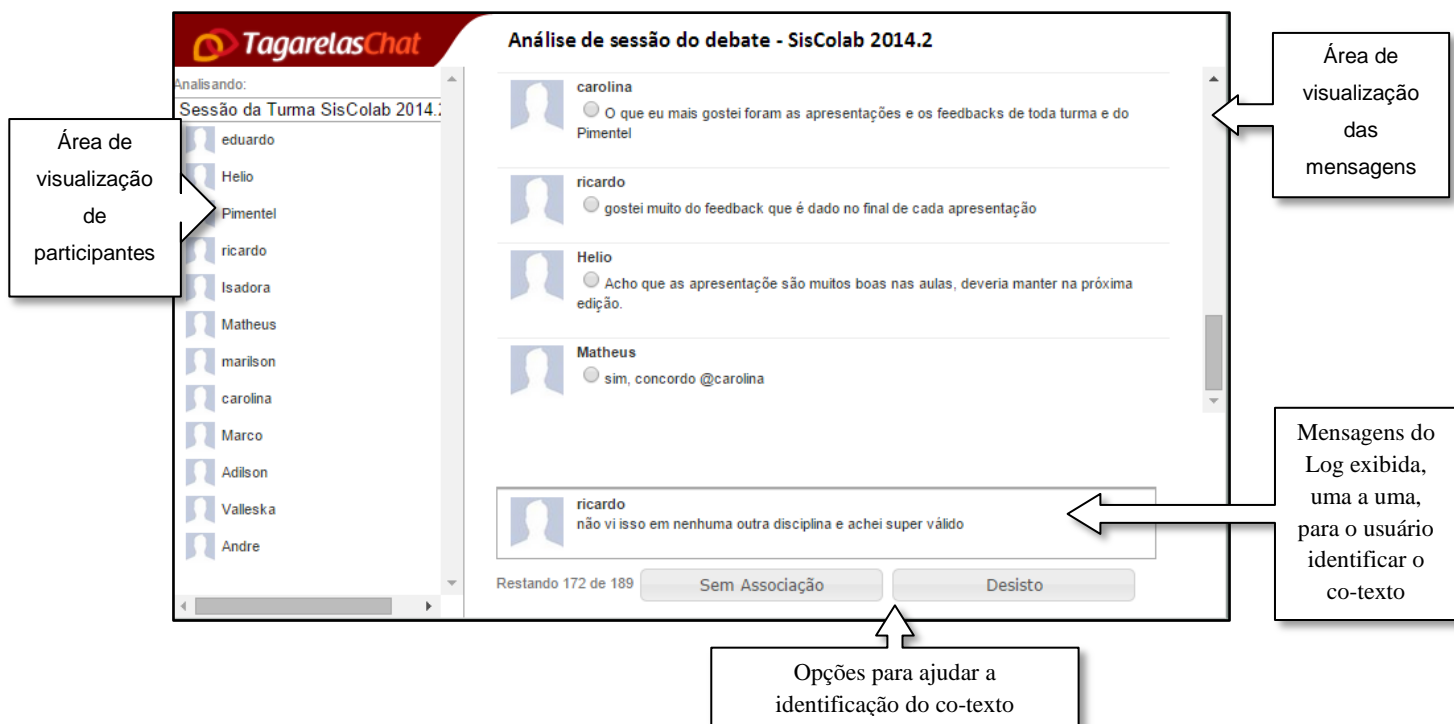 TagarelasChat
Análise de sessão do debate - SisColab 2014.2
Analisando:
Sessão da Turma SisColab 2014.
eduardo
Helio
Pimentel
ricardo
Isadora
Matheus
marilson
carolina
Marco
Adilson
Valleska
Andre
carolina
O que eu mais gostei foram as apresentações e os feedbacks de toda turma e do
Pimentel
ricardo
gostei muito do feedback que é dado no final de cada apresentação
Helio
Acho que as apresentaçõe são muitos boas nas aulas, deveria manter na próxima
edição.
Matheus
sim, concordo @carolina
ricardo
não vi isso em nenhuma outra disciplina e achei super válido
Restando 172 de 189
Sem Associação
Desisto
Área de
visualização
de
participantes
Área de
visualização
das
mensagens
Mensagens do
Log exibida,
uma a uma,
para o usuário
identificar o
co-texto
Opções para ajudar a
identificação do co-texto